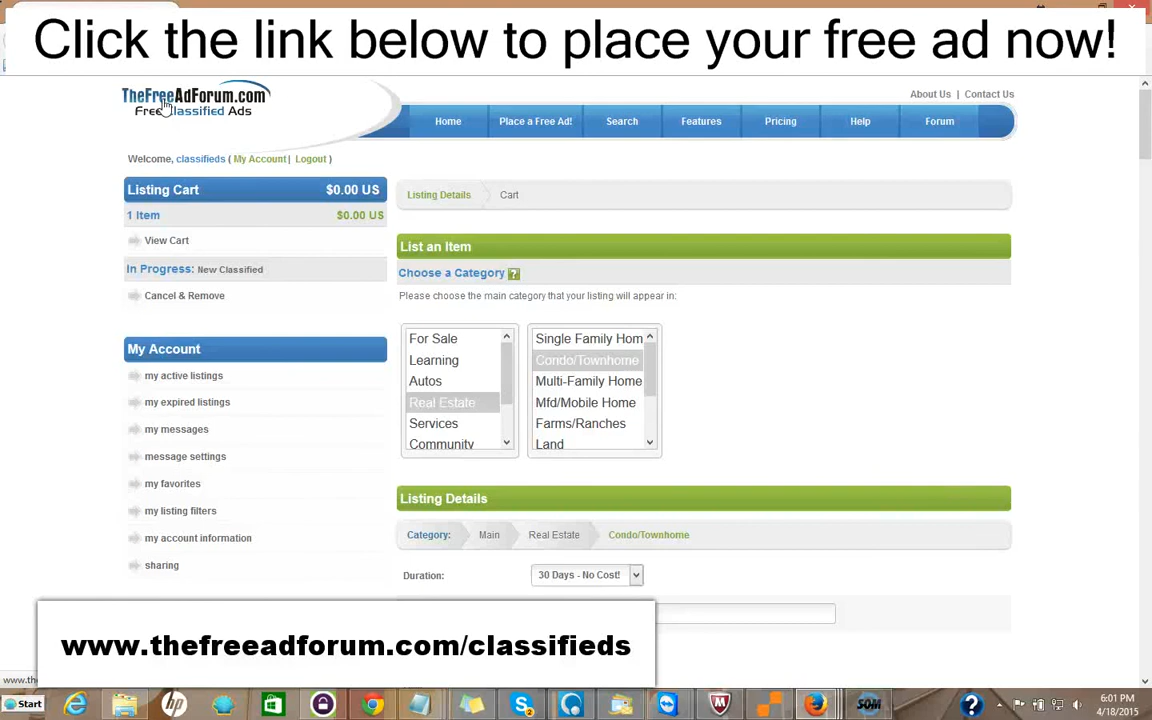 Click the link below to place your free ad now!
TheFreeAdForum.com
Free Classified Ads
About Us | Contact Us
Home
Place a Free Ad!
Search
Features
Pricing
Help
Forum
Welcome, classifieds ( My Account | Logout )
Listing Cart $0.00 US
1 Item $0.00 US
View Cart
In Progress: New Classified
Cancel & Remove
My Account
my active listings
my expired listings
my messages
message settings
my favorites
my listing filters
my account information
sharing
Listing Details
Cart
List an Item
Choose a Category ?
Please choose the main category that your listing will appear in:
For Sale
Learning
Autos
Real Estate
Services
Community
Single Family Hom
Condo/Townhome
Multi-Family Home
Mfd/Mobile Home
Farms/Ranches
Land
Listing Details
Category: Main Real Estate Condo/Townhome
Duration: 30 Days - No Cost!
www.thefreeadforum.com/classifieds
www.the
Start
6:01 PM
4/18/2015